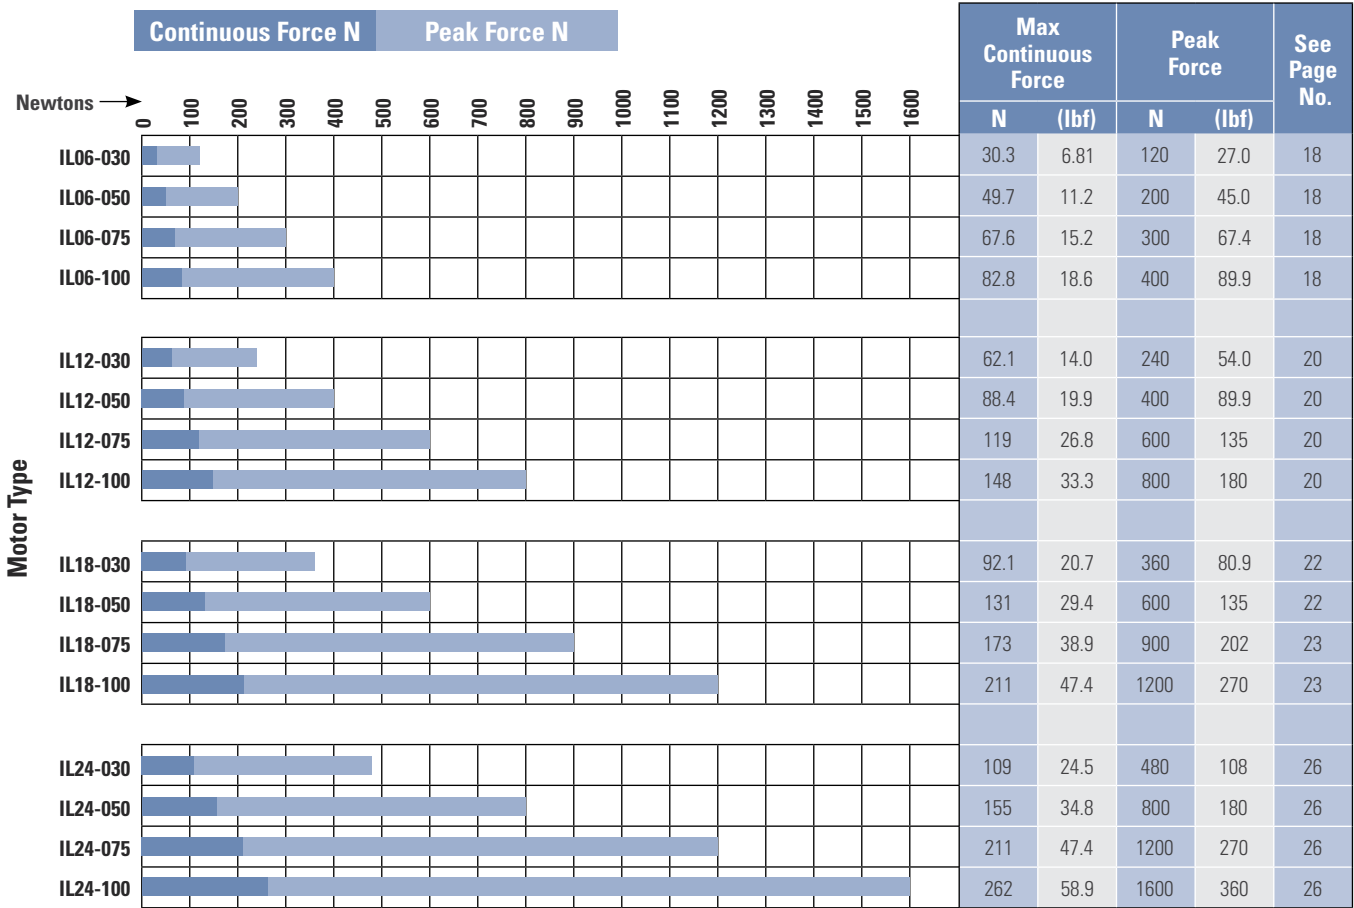 Continuous Force N Peak Force N
Max Continuous Force Peak Force See Page No.
N (lbf) N (lbf)
Newtons
0 100 200 300 400 500 600 700 800 900 1000 1100 1200 1300 1400 1500 1600
Motor Type
IL06-030 30.3 6.81 120 27.0 18
IL06-050 49.7 11.2 200 45.0 18
IL06-075 67.6 15.2 300 67.4 18
IL06-100 82.8 18.6 400 89.9 18
IL12-030 62.1 14.0 240 54.0 20
IL12-050 88.4 19.9 400 89.9 20
IL12-075 119 26.8 600 135 20
IL12-100 148 33.3 800 180 20
IL18-030 92.1 20.7 360 80.9 22
IL18-050 131 29.4 600 135 22
IL18-075 173 38.9 900 202 23
IL18-100 211 47.4 1200 270 23
IL24-030 109 24.5 480 108 26
IL24-050 155 34.8 800 180 26
IL24-075 211 47.4 1200 270 26
IL24-100 262 58.9 1600 360 26